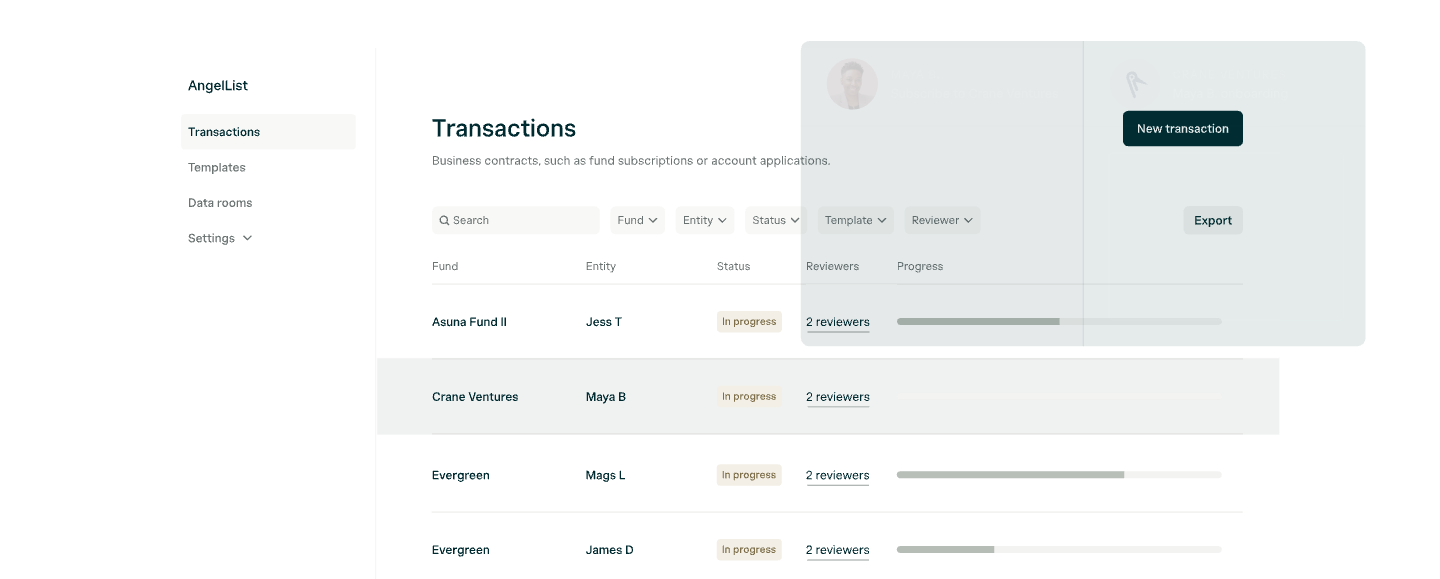 AngelList
Transactions
Templates
Data rooms
Settings
Transactions
Business contracts, such as fund subscriptions or account applications.
New transaction
Search Fund Entity Status Template Reviewer Export
Fund Entity Status Reviewers Progress
Asuna Fund II Jess T In progress 2 reviewers
Crane Ventures Maya B In progress 2 reviewers
Evergreen Mags L In progress 2 reviewers
Evergreen James D In progress 2 reviewers